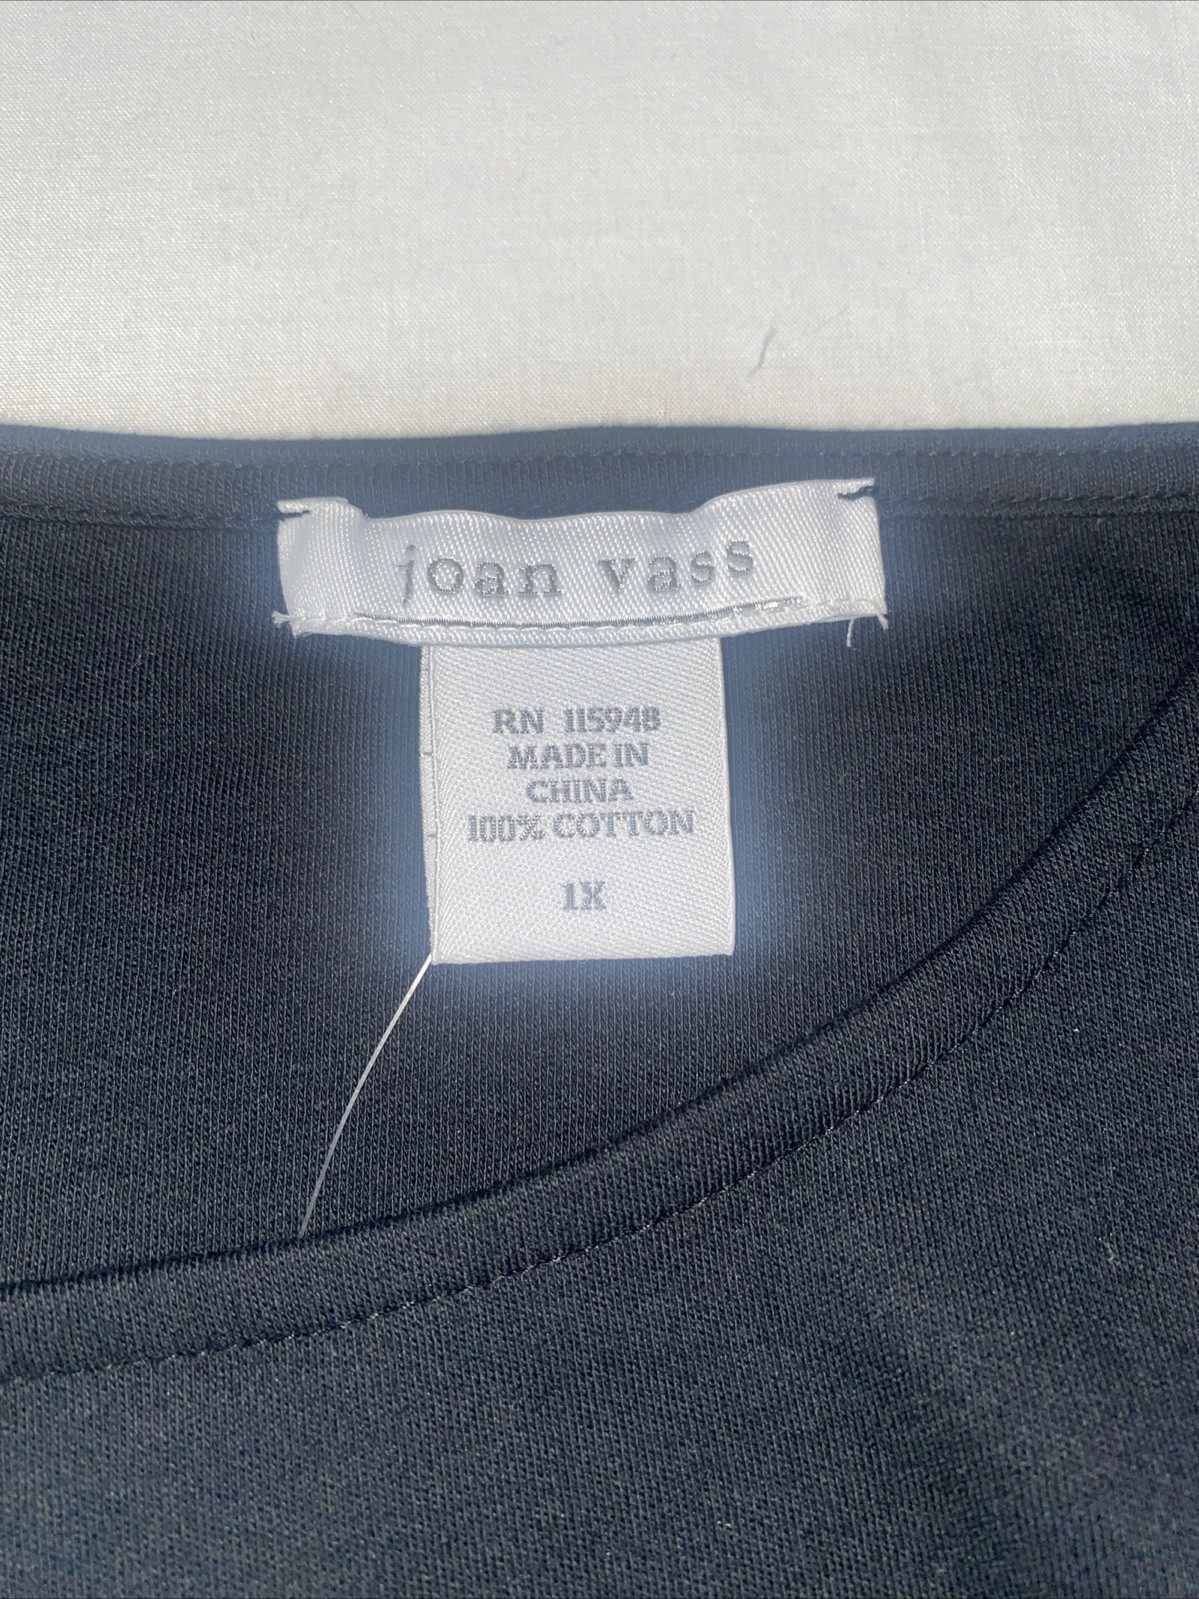 joan vass
RN 115948
MADE IN
CHINA
100% COTTON
1X